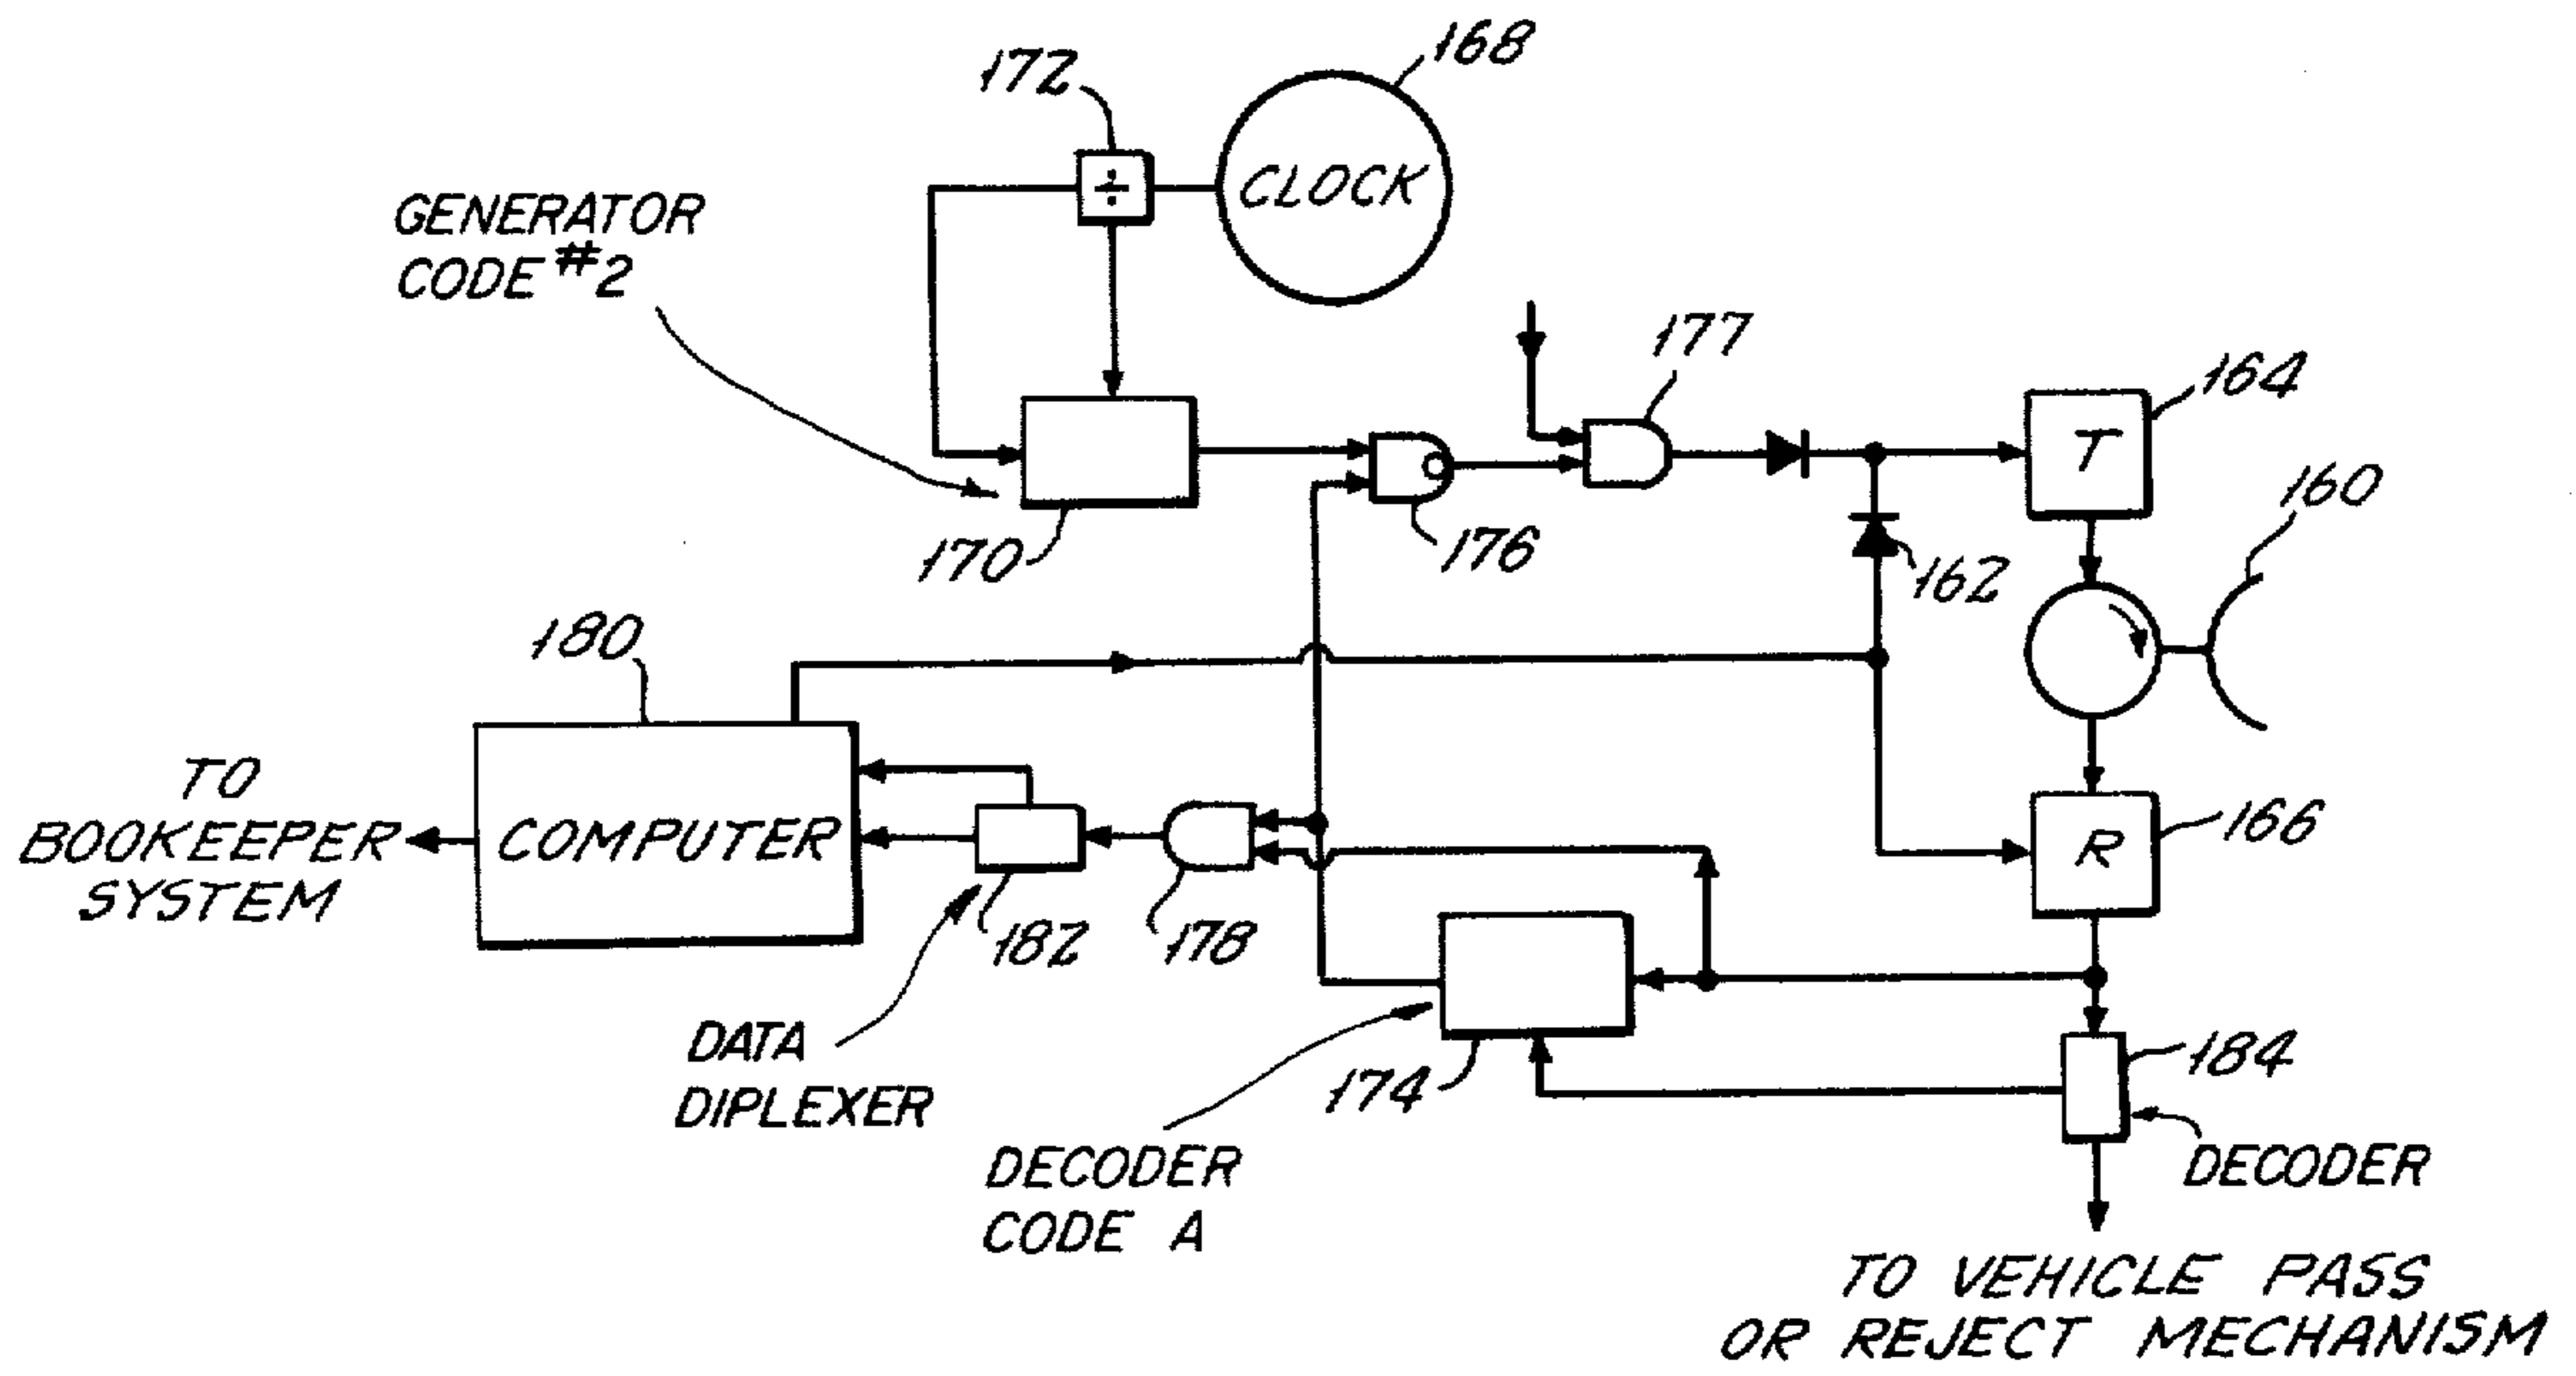 168
172
÷
CLOCK
GENERATOR
CODE #2
177
164
T
160
170
176
162
180
TO
BOOKEEPER
SYSTEM
COMPUTER
166
R
182
178
DATA
DIPLEXER
174
184
DECODER
CODE A
DECODER
TO VEHICLE PASS
OR REJECT MECHANISM